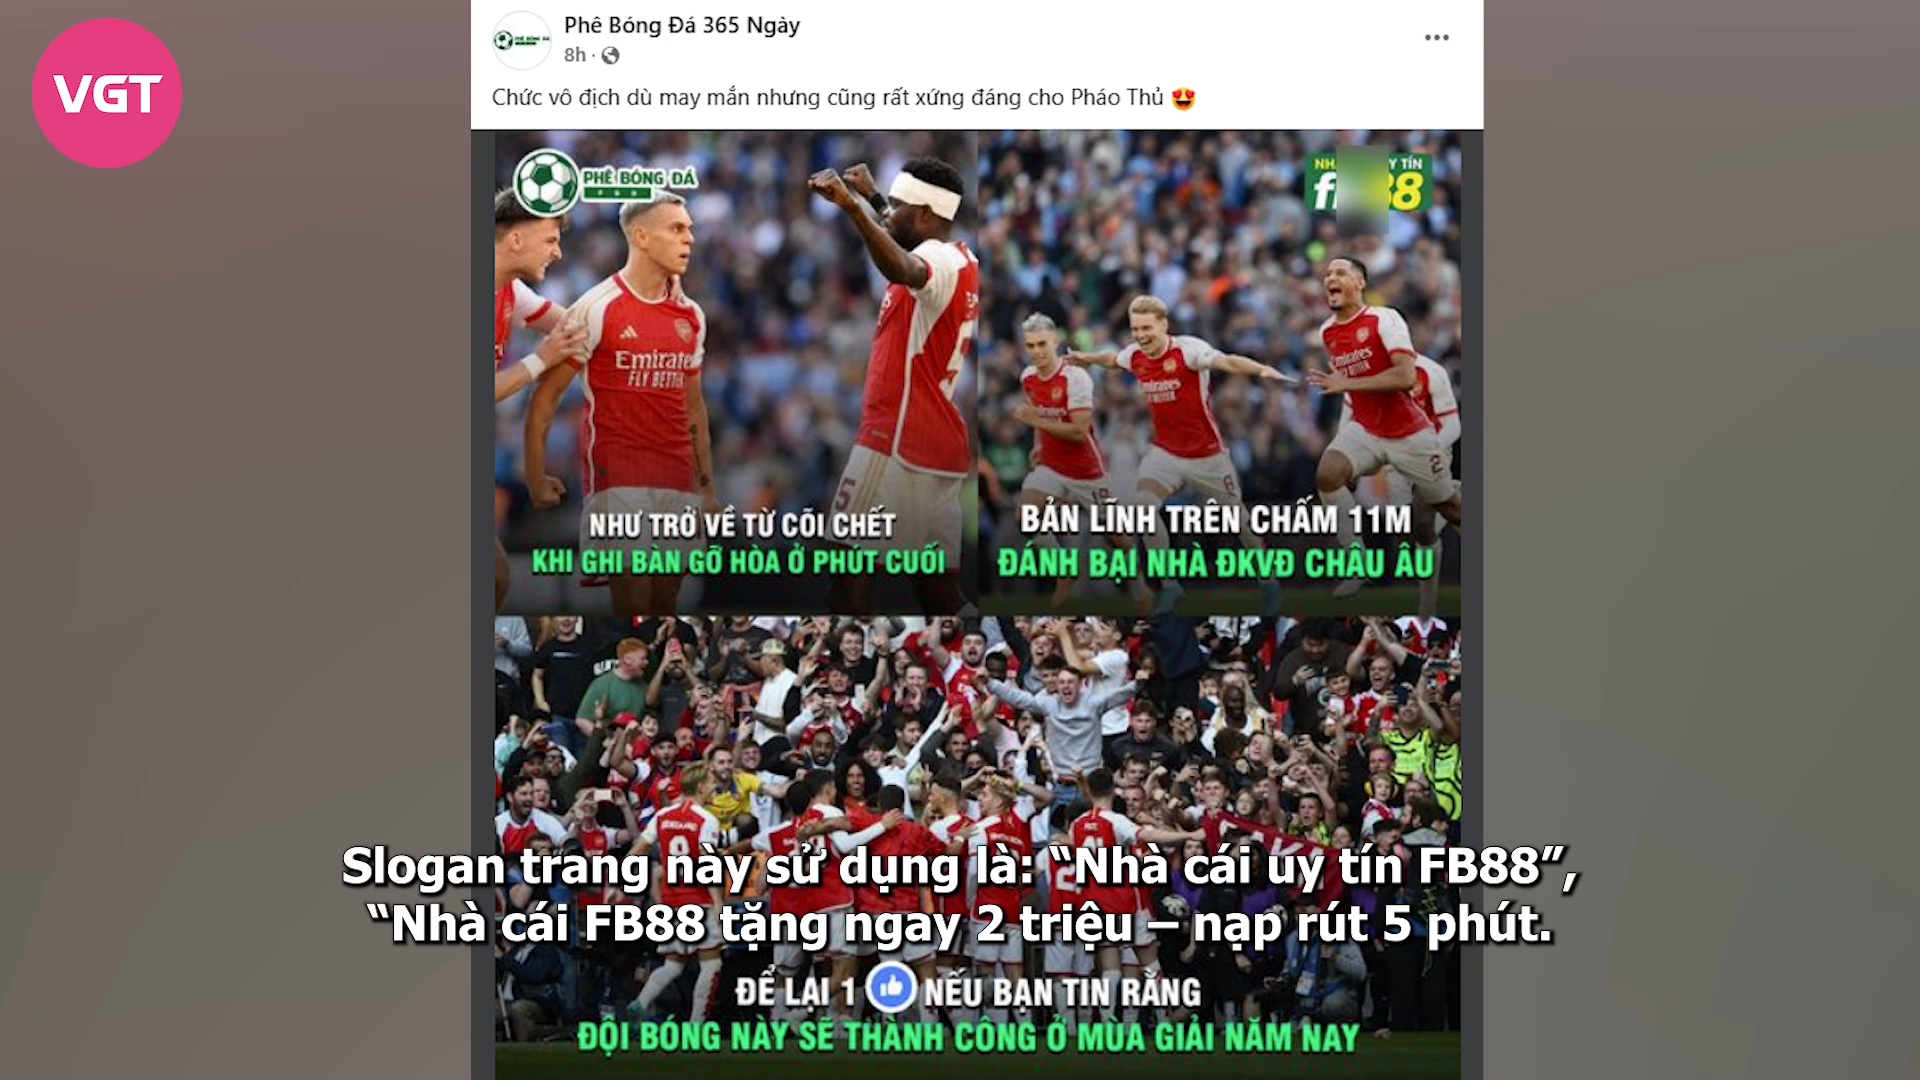 VGT
Phê Bóng Đá 365 Ngày
8h ·
Chức vô địch dù may mắn nhưng cũng rất xứng đáng cho Pháo Thủ 😍
PHÊ BÓNG ĐÁ
Y TÍN
88
Emirates
FLY BETTER
Emirates
NHƯ TRỞ VỀ TỪ CÕI CHẾT
KHI GHI BÀN GỠ HÒA Ở PHÚT CUỐI
BẢN LĨNH TRÊN CHẤM 11M
ĐÁNH BẠI NHÀ ĐKVĐ CHÂU ÂU
Slogan trang này sử dụng là: “Nhà cái uy tín FB88”,
“Nhà cái FB88 tặng ngay 2 triệu – nạp rút 5 phút.
ĐỂ LẠI 1 👍 NẾU BẠN TIN RẰNG
ĐỘI BÓNG NÀY SẼ THÀNH CÔNG Ở MÙA GIẢI NĂM NAY